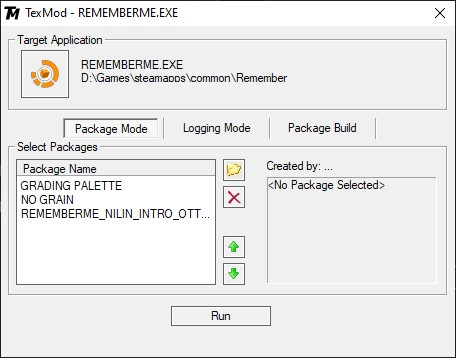 TM TexMod - REMEMBERME.EXE
Target Application
REMEMBERME.EXE
D:\Games\steamapps\common\Remember
Package Mode
Logging Mode
Package Build
Select Packages
Package Name
GRADING PALETTE
NO GRAIN
REMEMBERME_NILIN_INTRO_OTT...
Created by: ...
<No Package Selected>
Run